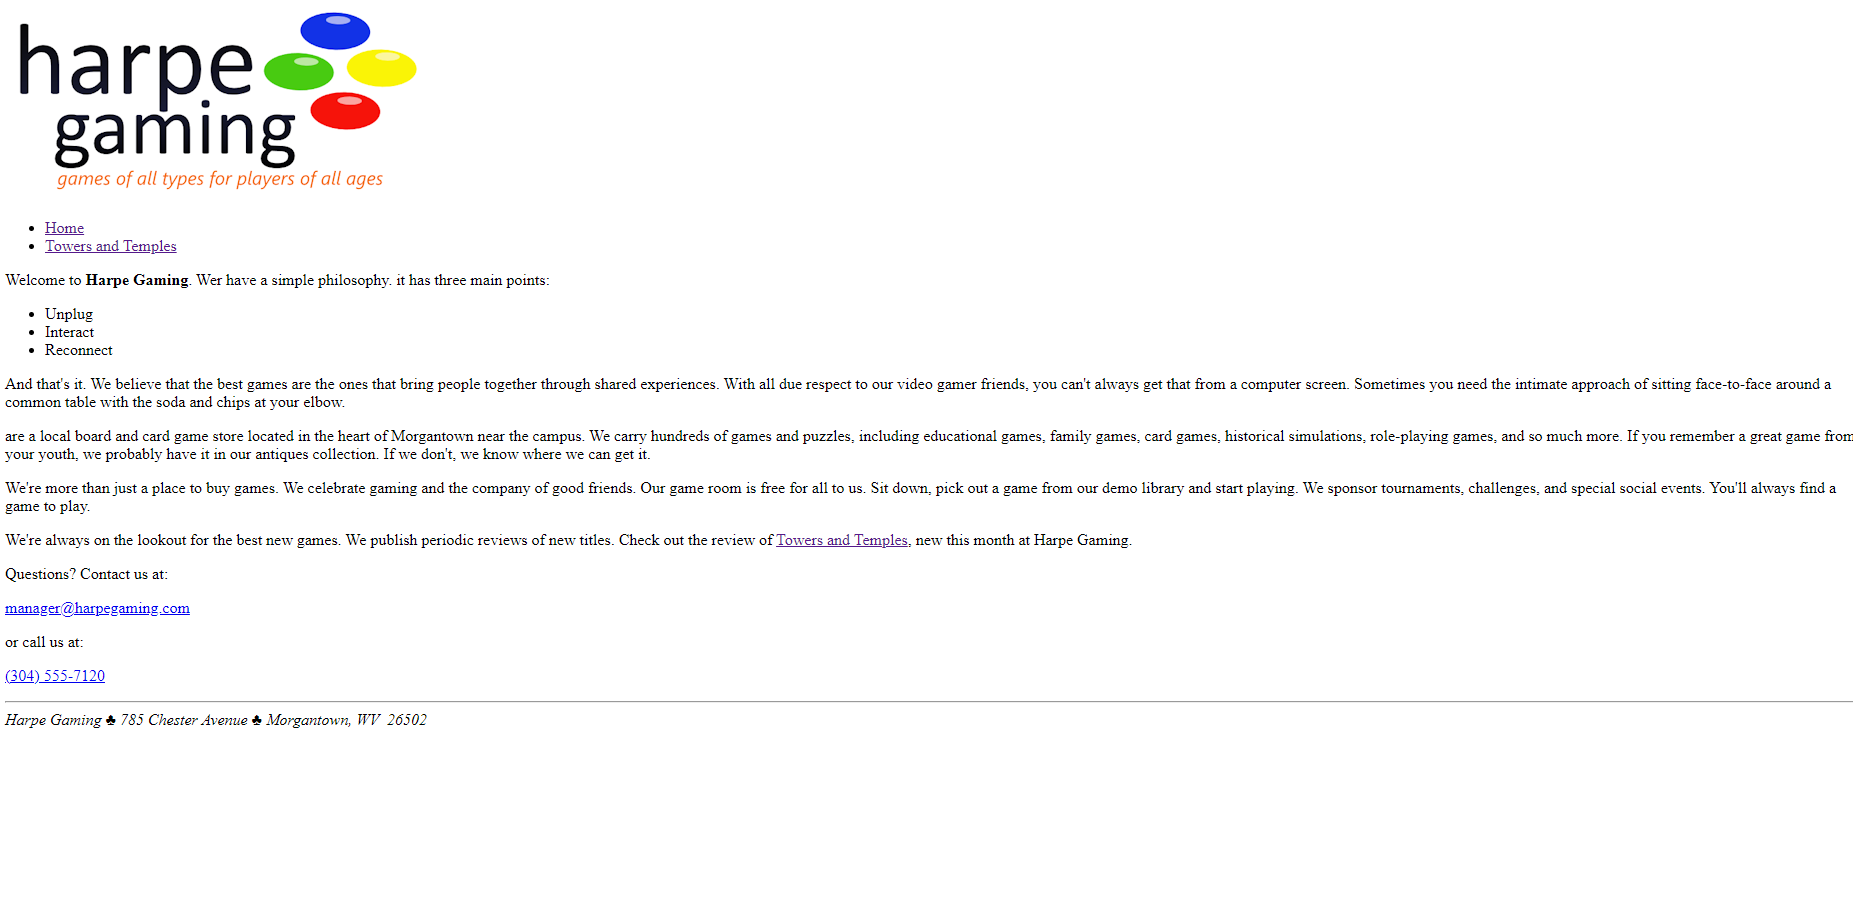 harpe
gaming
games of all types for players of all ages
Home
Towers and Temples
Welcome to Harpe Gaming. Wer have a simple philosophy. it has three main points:
Unplug
Interact
Reconnect
And that's it. We believe that the best games are the ones that bring people together through shared experiences. With all due respect to our video gamer friends, you can't always get that from a computer screen. Sometimes you need the intimate approach of sitting face-to-face around a
common table with the soda and chips at your elbow.
are a local board and card game store located in the heart of Morgantown near the campus. We carry hundreds of games and puzzles, including educational games, family games, card games, historical simulations, role-playing games, and so much more. If you remember a great game from
your youth, we probably have it in our antiques collection. If we don't, we know where we can get it.
We're more than just a place to buy games. We celebrate gaming and the company of good friends. Our game room is free for all to us. Sit down, pick out a game from our demo library and start playing. We sponsor tournaments, challenges, and special social events. You'll always find a
game to play.
We're always on the lookout for the best new games. We publish periodic reviews of new titles. Check out the review of Towers and Temples, new this month at Harpe Gaming.
Questions? Contact us at:
manager@harpegaming.com
or call us at:
(304) 555-7120
Harpe Gaming ♣ 785 Chester Avenue ♣ Morgantown, WV 26502